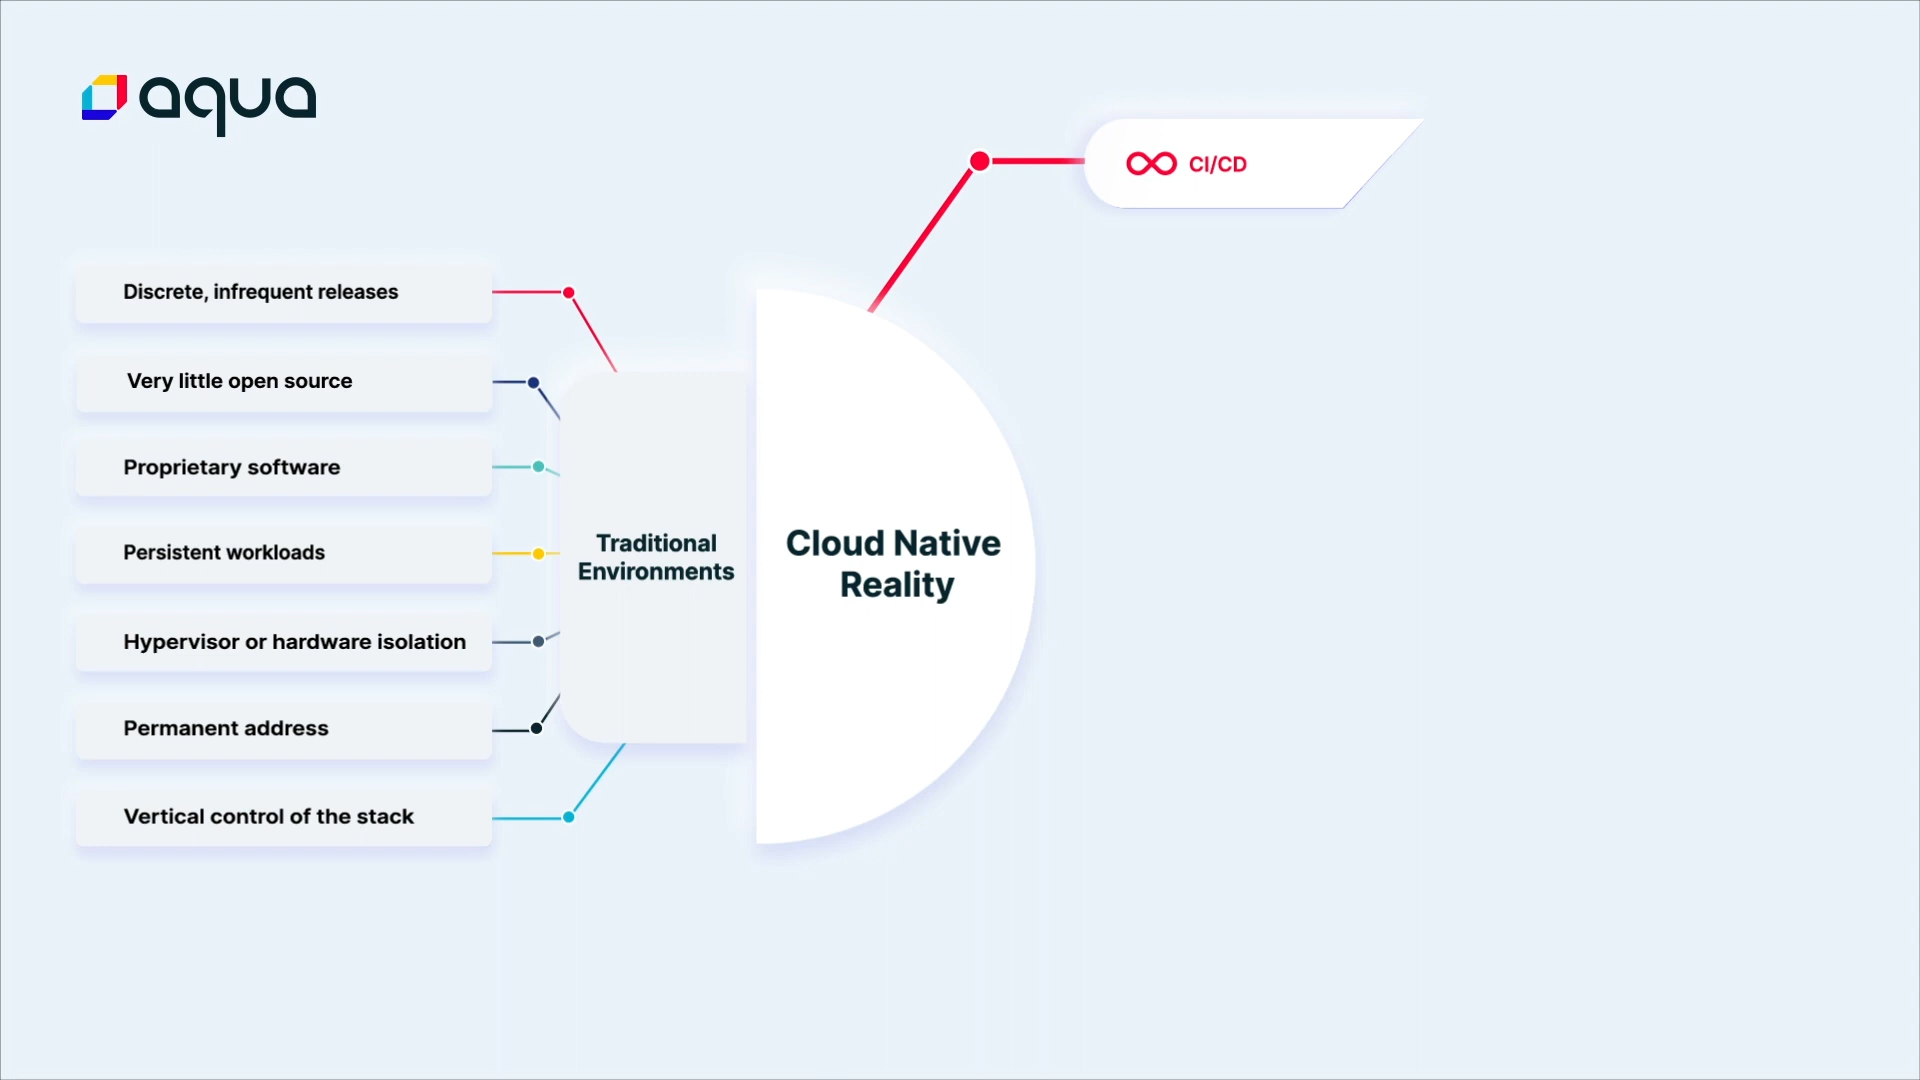 aqua
CI/CD
Discrete, infrequent releases
Very little open source
Proprietary software
Persistent workloads
Hypervisor or hardware isolation
Permanent address
Vertical control of the stack
Traditional
Environments
Cloud Native
Reality